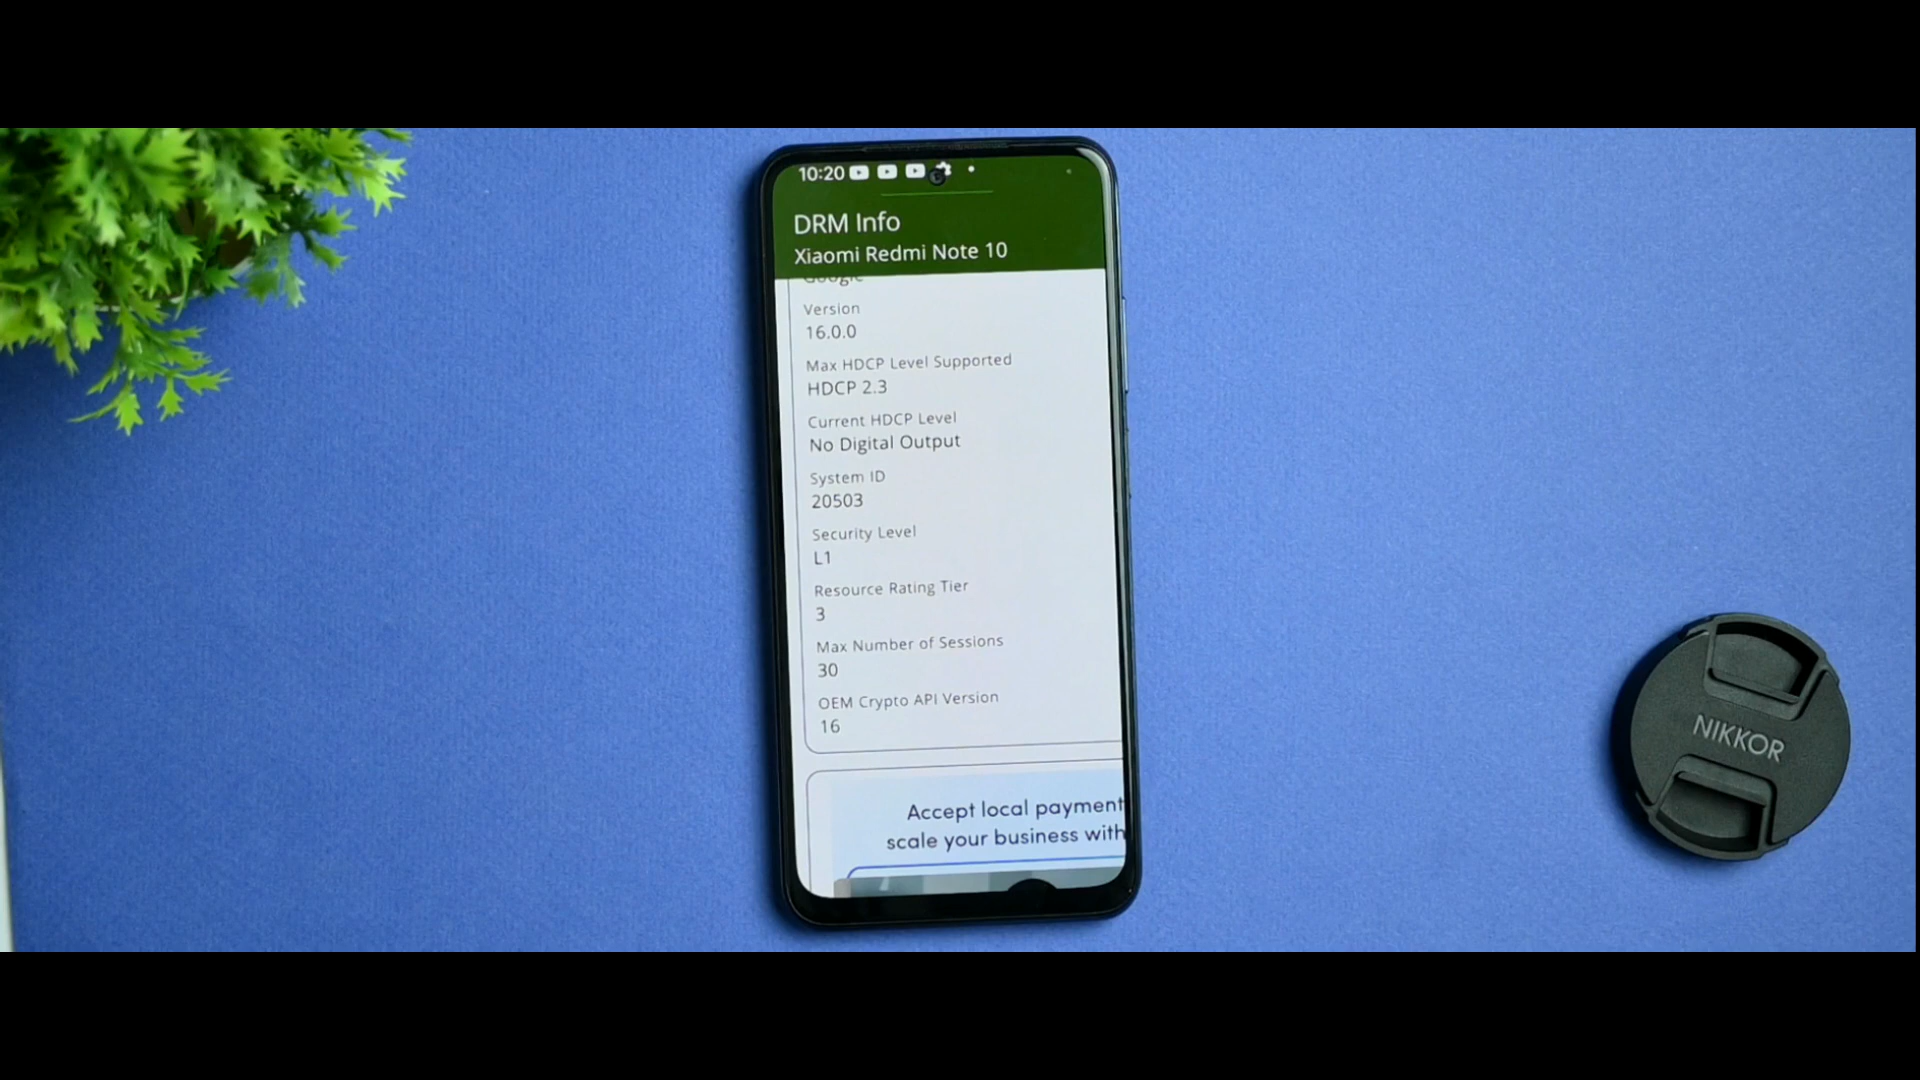 10:20
DRM Info
Xiaomi Redmi Note 10
Google
Version
16.0.0
Max HDCP Level Supported
HDCP 2.3
Current HDCP Level
No Digital Output
System ID
20503
Security Level
L1
Resource Rating Tier
3
Max Number of Sessions
30
OEM Crypto API Version
16
Accept local payment
scale your business with
NIKKOR